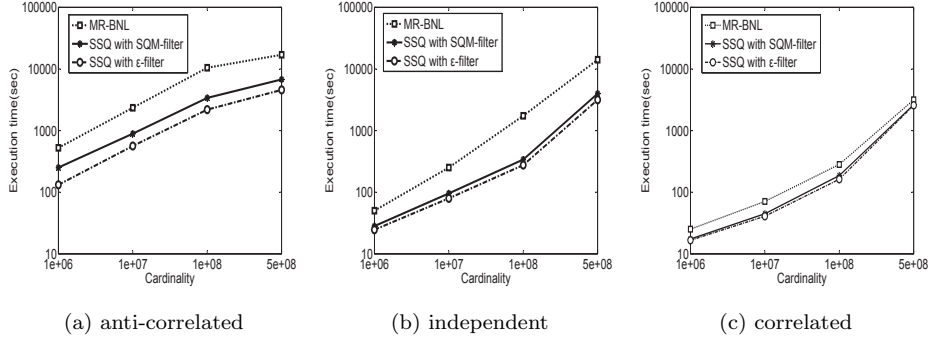 100000
10000
1000
100
10
Execution time(sec)
MR-BNL
SSQ with SQM-filter
SSQ with ε-filter
1e+06 1e+07 1e+08 5e+08
Cardinality
(a) anti-correlated
100000
10000
1000
100
10
Execution time(sec)
MR-BNL
SSQ with SQM-filter
SSQ with ε-filter
1e+06 1e+07 1e+08 5e+08
Cardinality
(b) independent
100000
10000
1000
100
10
Execution time(sec)
MR-BNL
SSQ with SQM-filter
SSQ with ε-filter
1e+06 1e+07 1e+08 5e+08
Cardinality
(c) correlated